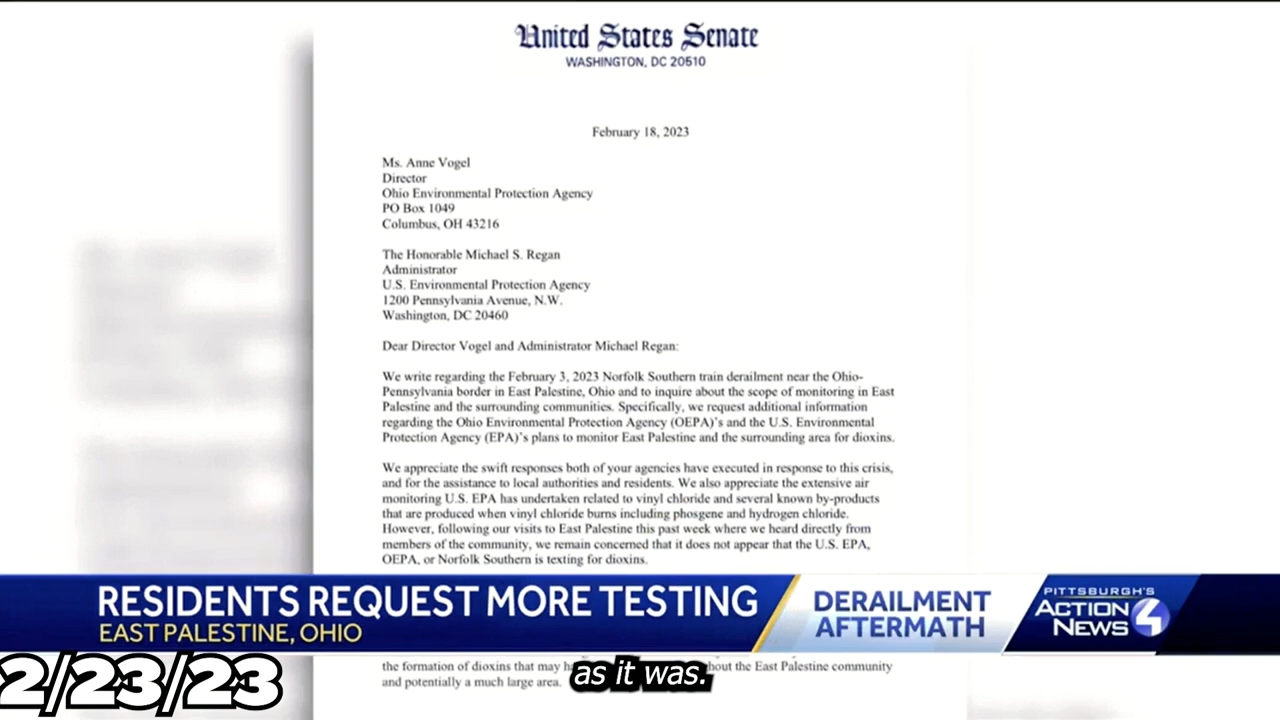 United States Senate
WASHINGTON, DC 20510
February 18, 2023
Ms. Anne Vogel
Director
Ohio Environmental Protection Agency
PO Box 1049
Columbus, OH 43216
The Honorable Michael S. Regan
Administrator
U.S. Environmental Protection Agency
1200 Pennsylvania Avenue, N.W.
Washington, DC 20460
Dear Director Vogel and Administrator Michael Regan:
We write regarding the February 3, 2023 Norfolk Southern train derailment near the Ohio-
Pennsylvania border in East Palestine, Ohio and to inquire about the scope of monitoring in East
Palestine and the surrounding communities. Specifically, we request additional information
regarding the Ohio Environmental Protection Agency (OEPA)'s and the U.S. Environmental
Protection Agency (EPA)'s plans to monitor East Palestine and the surrounding area for dioxins.
We appreciate the swift responses both of your agencies have executed in response to this crisis,
and for the assistance to local authorities and residents. We also appreciate the extensive air
monitoring U.S. EPA has undertaken related to vinyl chloride and several known by-products
that are produced when vinyl chloride burns including phosgene and hydrogen chloride.
However, following our visits to East Palestine this past week where we heard directly from
members of the community, we remain concerned that it does not appear that the U.S. EPA,
OEPA, or Norfolk Southern is texting for dioxins.
RESIDENTS REQUEST MORE TESTING
EAST PALESTINE, OHIO
DERAILMENT
AFTERMATH
PITTSBURGH'S
ACTION
NEWS 4
2/23/23
the formation of dioxins that may the East Palestine community
and potentially a much large area.
as it was.